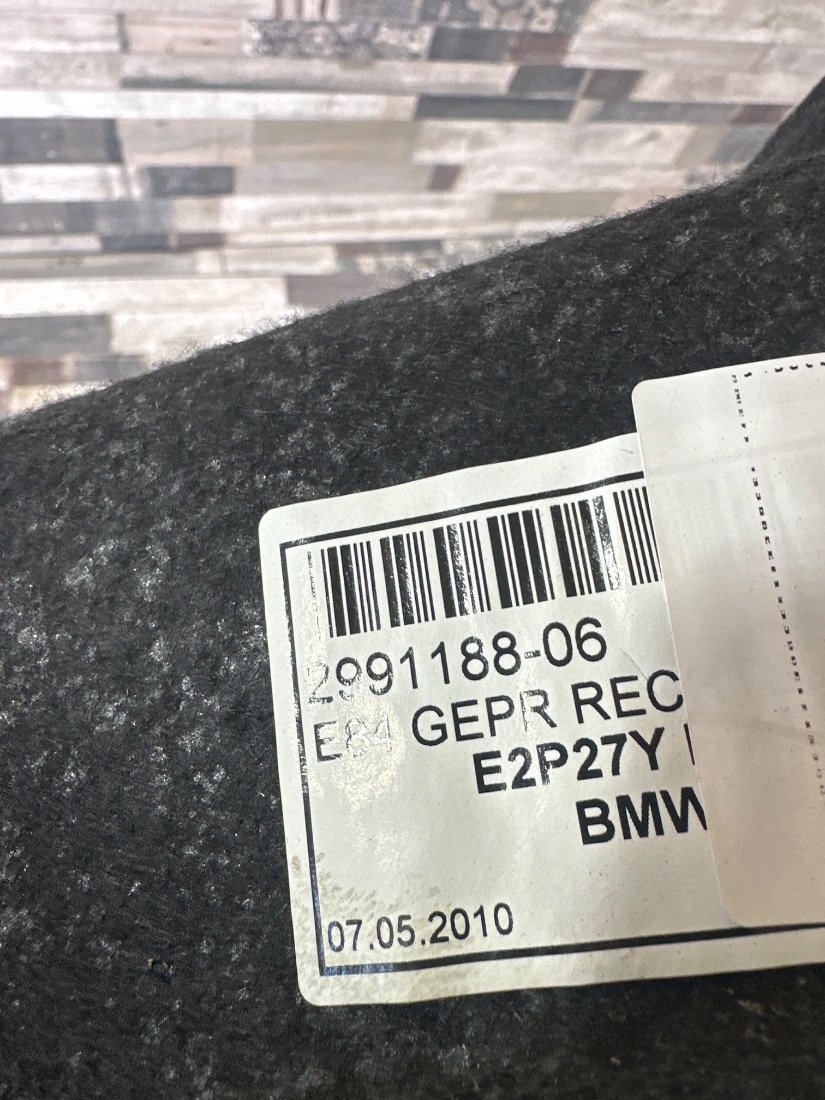 2991188-06
E84 GEPR REC
E2P27Y
BMW
07.05.2010